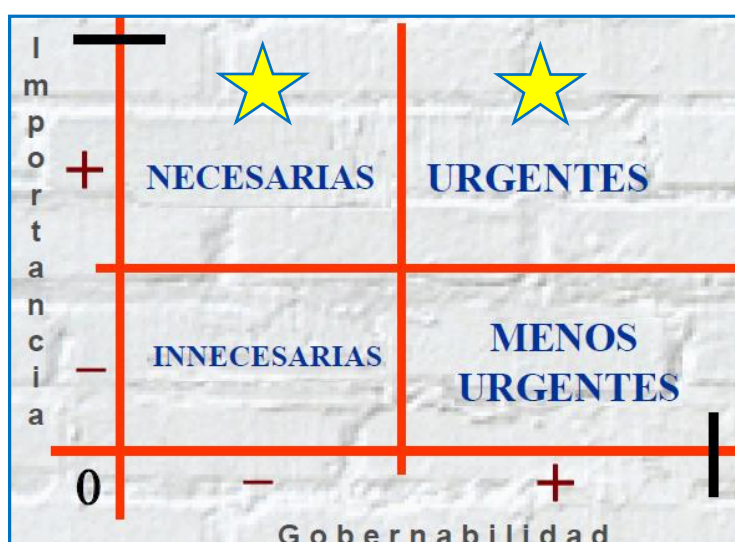 Importancia
+
NECESARIAS
URGENTES
−
INNECESARIAS
MENOS
URGENTES
0
−
+
Gobernabilidad